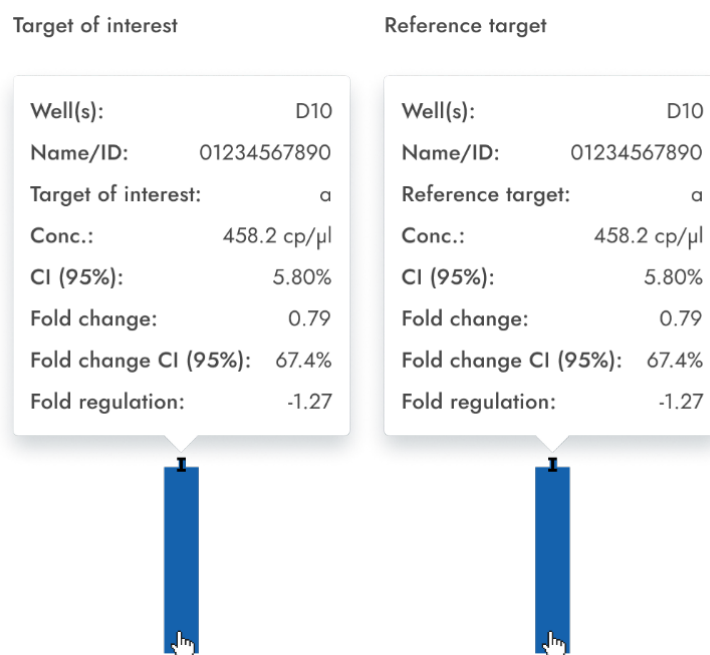 Target of interest
Well(s): D10
Name/ID: 01234567890
Target of interest: a
Conc.: 458.2 cp/µl
CI (95%): 5.80%
Fold change: 0.79
Fold change CI (95%): 67.4%
Fold regulation: -1.27
Reference target
Well(s): D10
Name/ID: 01234567890
Reference target: a
Conc.: 458.2 cp/µl
CI (95%): 5.80%
Fold change: 0.79
Fold change CI (95%): 67.4%
Fold regulation: -1.27